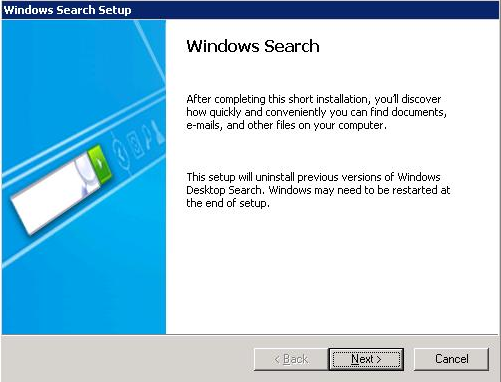 Windows Search Setup
Windows Search
After completing this short installation, you'll discover
how quickly and conveniently you can find documents,
e-mails, and other files on your computer.
This setup will uninstall previous versions of Windows
Desktop Search. Windows may need to be restarted at
the end of setup.
< Back
Next >
Cancel